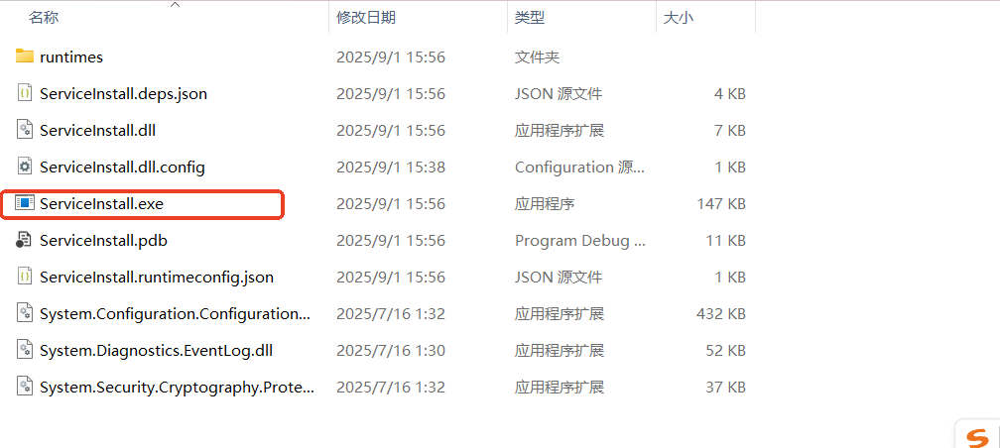 名称 修改日期 类型 大小
runtimes 2025/9/1 15:56 文件夹
ServiceInstall.deps.json 2025/9/1 15:56 JSON 源文件 4 KB
ServiceInstall.dll 2025/9/1 15:56 应用程序扩展 7 KB
ServiceInstall.dll.config 2025/9/1 15:38 Configuration 源... 1 KB
ServiceInstall.exe 2025/9/1 15:56 应用程序 147 KB
ServiceInstall.pdb 2025/9/1 15:56 Program Debug ... 11 KB
ServiceInstall.runtimeconfig.json 2025/9/1 15:56 JSON 源文件 1 KB
System.Configuration.Configuration... 2025/7/16 1:32 应用程序扩展 432 KB
System.Diagnostics.EventLog.dll 2025/7/16 1:30 应用程序扩展 52 KB
System.Security.Cryptography.Prote... 2025/7/16 1:32 应用程序扩展 37 KB